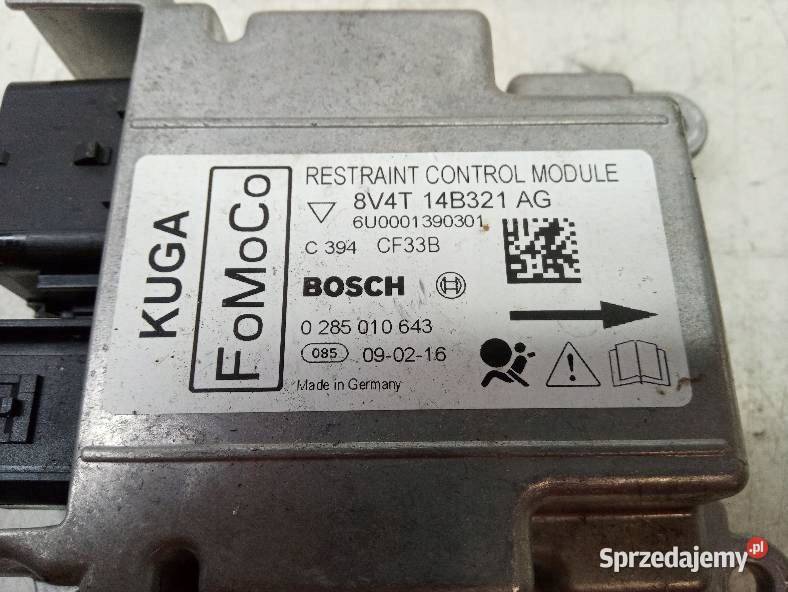 KUGA
FoMoCo
RESTRAINT CONTROL MODULE
8V4T 14B321 AG
6U0001390301
C 394 CF33B
BOSCH
0 285 010 643
085 09-02-16
Made in Germany
Sprzedajemy.pl